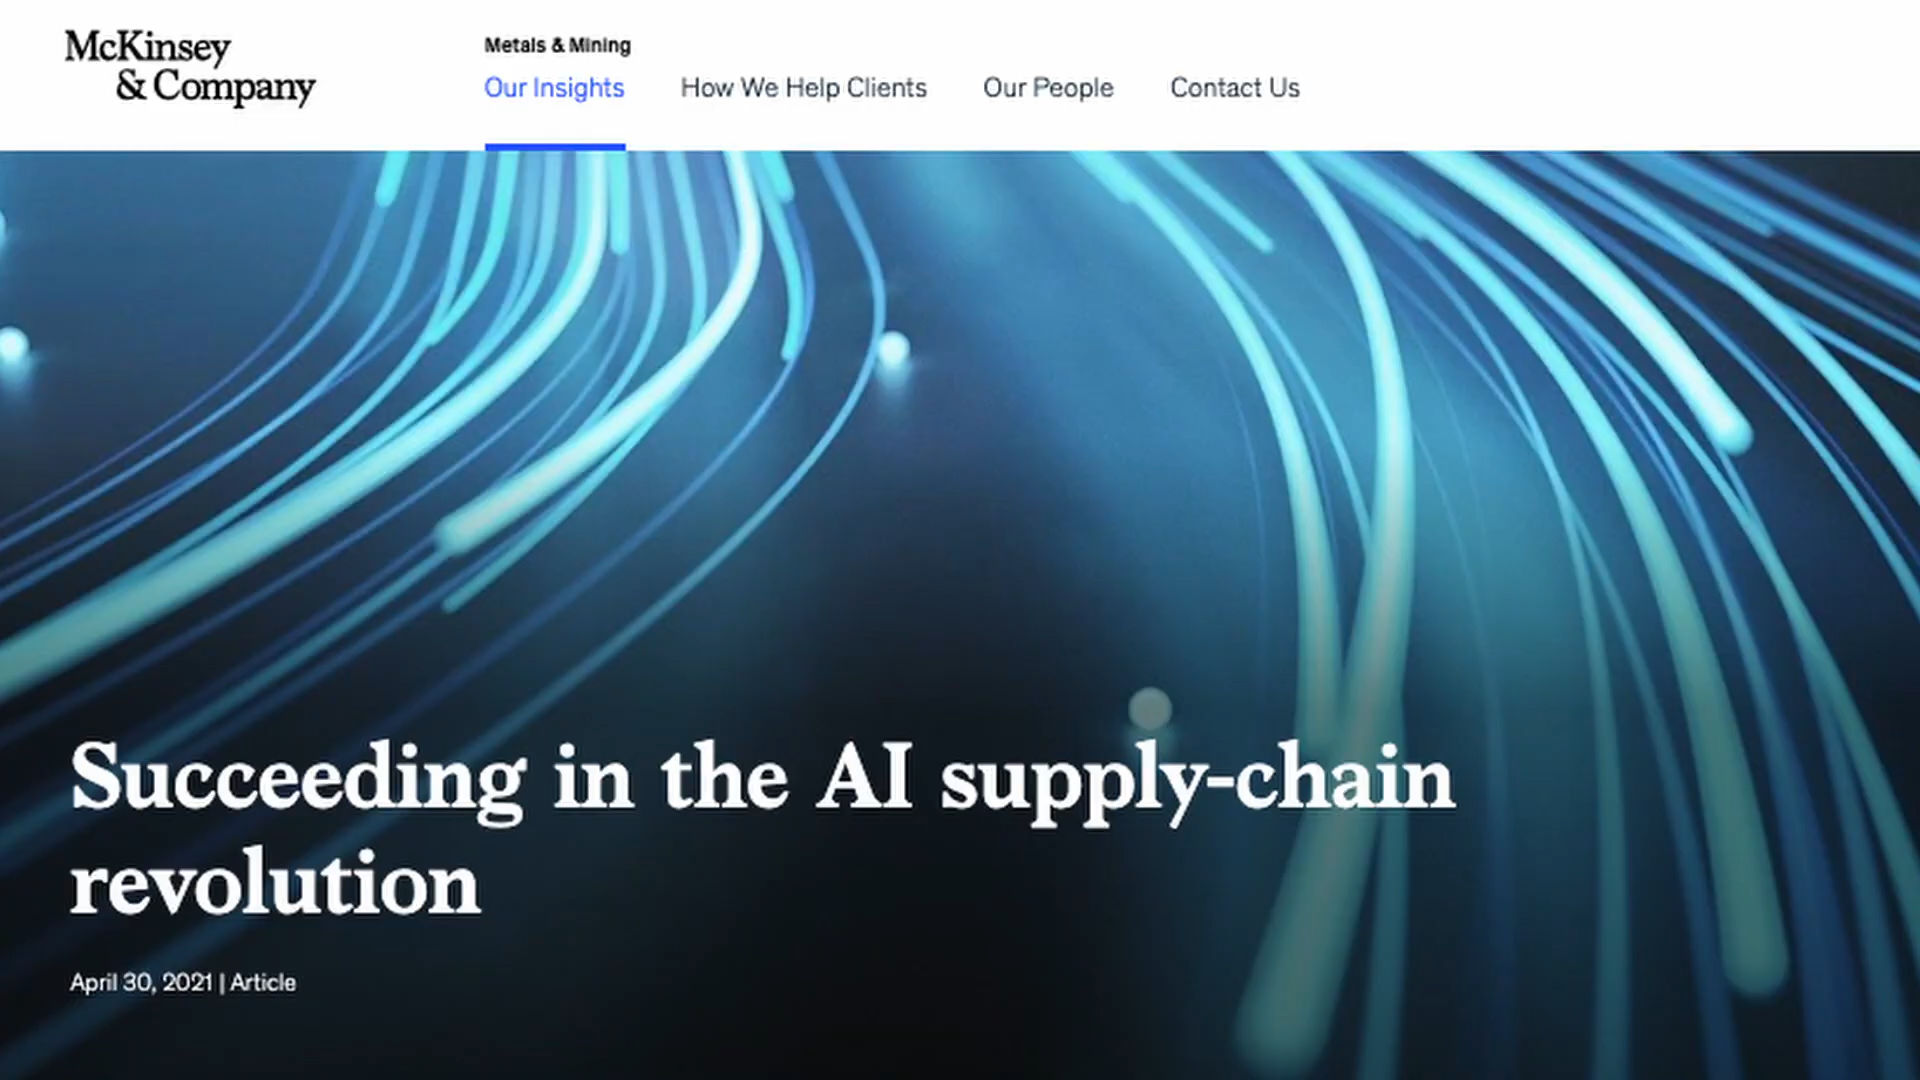 McKinsey
& Company
Metals & Mining
Our Insights
How We Help Clients
Our People
Contact Us
Succeeding in the AI supply-chain
revolution
April 30, 2021 | Article